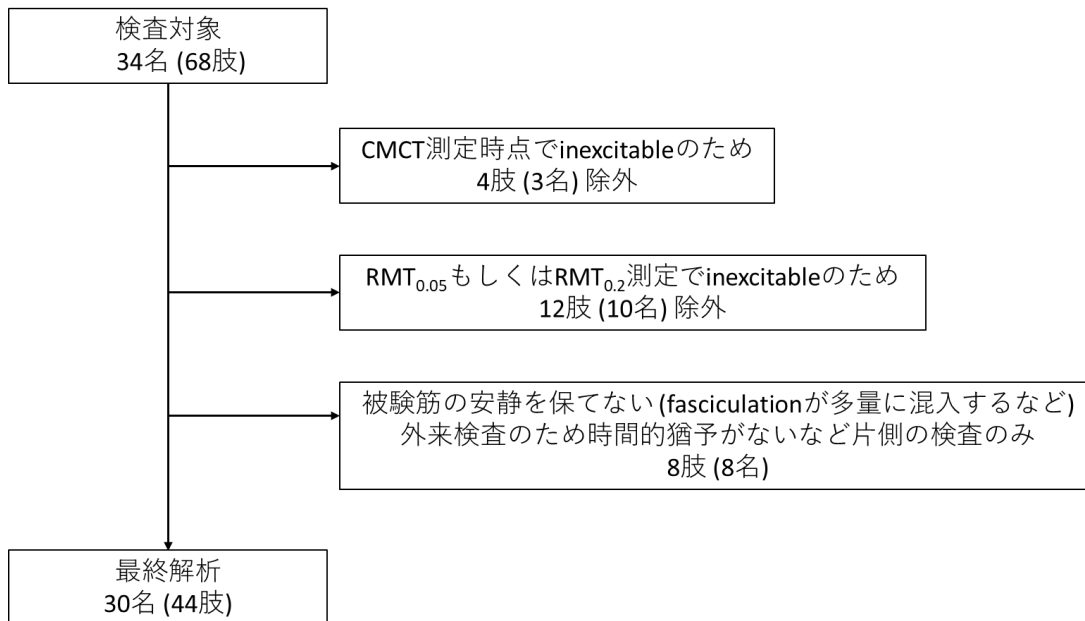 検査対象
34名 (68肢)
CMCT測定時点でinexcitableのため
4肢 (3名) 除外
RMT0.05もしくはRMT0.2測定でinexcitableのため
12肢 (10名) 除外
被験筋の安静を保てない (fasciculationが多量に混入するなど)
外来検査のため時間的猶予がないなど片側の検査のみ
8肢 (8名)
最終解析
30名 (44肢)